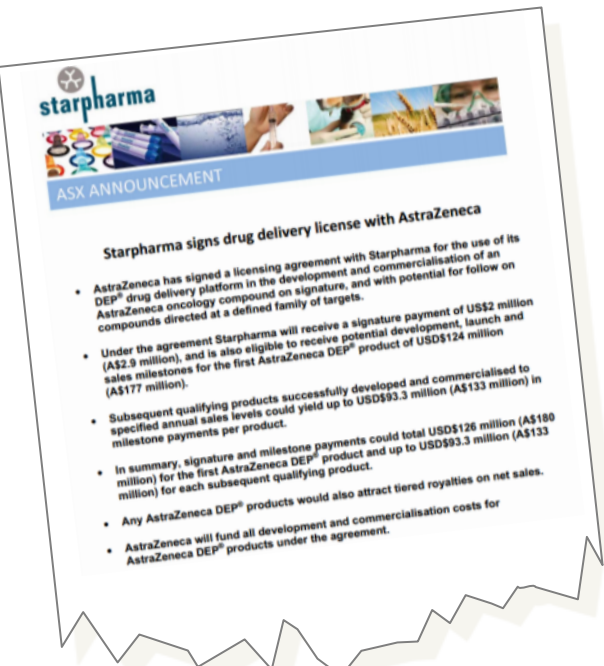 starpharma
ASX ANNOUNCEMENT
Starpharma signs drug delivery license with AstraZeneca
• AstraZeneca has signed a licensing agreement with Starpharma for the use of its
DEP® drug delivery platform in the development and commercialisation of an
AstraZeneca oncology compound on signature, and with potential for follow on
compounds directed at a defined family of targets.
• Under the agreement Starpharma will receive a signature payment of US$2 million
(A$2.9 million), and is also eligible to receive potential development, launch and
sales milestones for the first AstraZeneca DEP® product of USD$124 million
(A$177 million).
• Subsequent qualifying products successfully developed and commercialised to
specified annual sales levels could yield up to USD$93.3 million (A$133 million) in
milestone payments per product.
• In summary, signature and milestone payments could total USD$126 million (A$180
million) for the first AstraZeneca DEP® product and up to USD$93.3 million (A$133
million) for each subsequent qualifying product.
• Any AstraZeneca DEP® products would also attract tiered royalties on net sales.
• AstraZeneca will fund all development and commercialisation costs for
AstraZeneca DEP® products under the agreement.